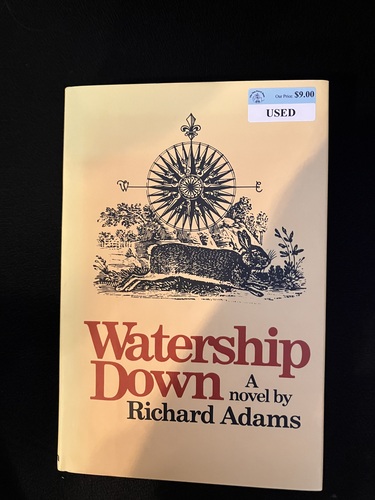 Our Price: $9.00
USED
W E
Watership
Down
A
novel by
Richard Adams